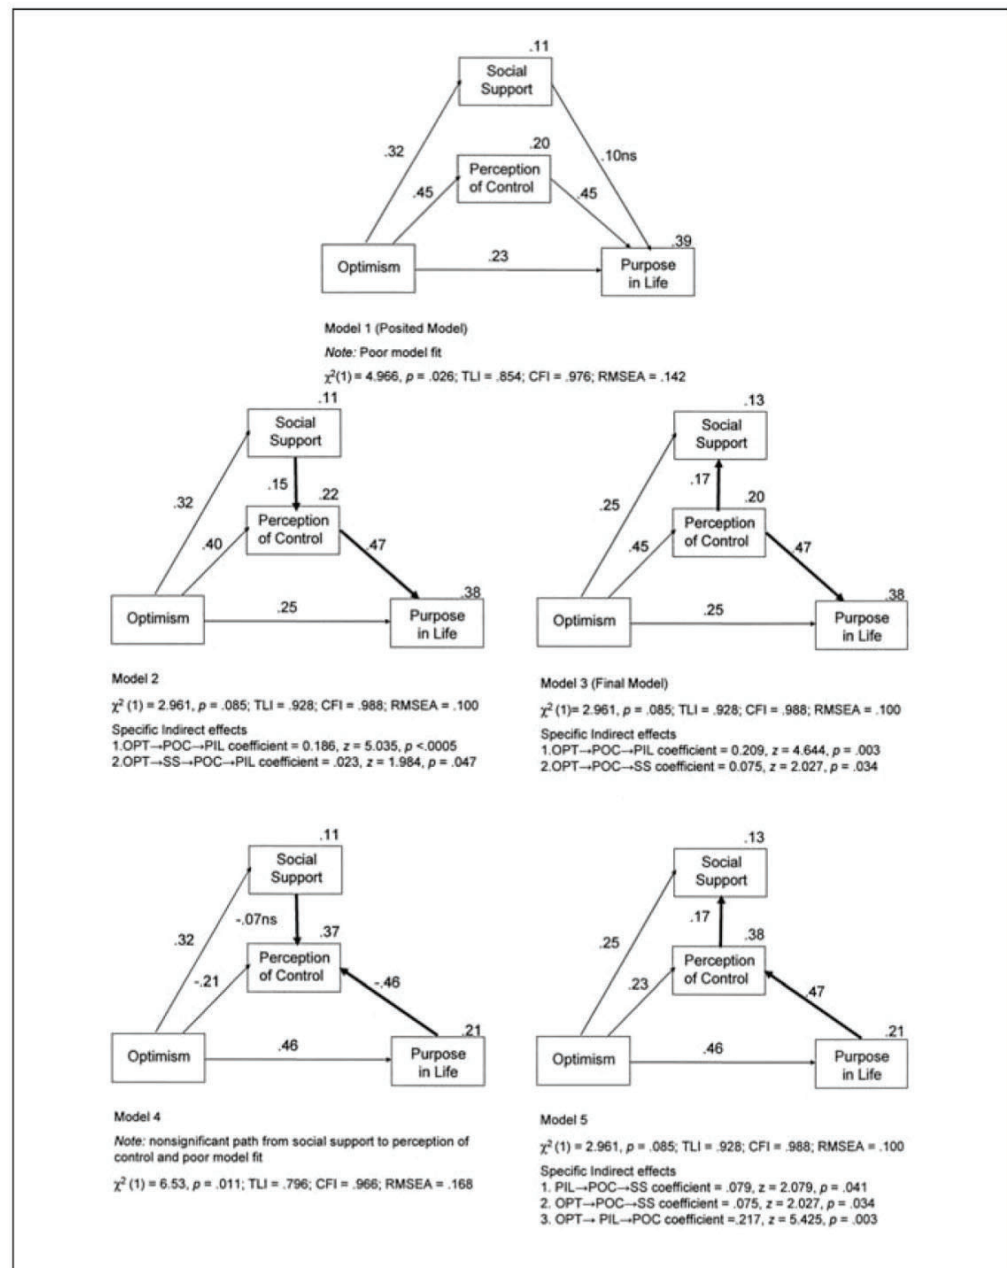 .11
Social
Support
.32
.20
.10ns
Perception
of Control
.45
.45
.39
Optimism
.23
Purpose
in Life
Model 1 (Posited Model)
Note: Poor model fit
χ²(1) = 4.966, p = .026; TLI = .854; CFI = .976; RMSEA = .142
.11
Social
Support
.15
.22
.32
Perception
of Control
.40
.47
.38
Optimism
.25
Purpose
in Life
Model 2
χ² (1) = 2.961, p = .085; TLI = .928; CFI = .988; RMSEA = .100
Specific Indirect effects
1.OPT→POC→PIL coefficient = 0.186, z = 5.035, p <.0005
2.OPT→SS→POC→PIL coefficient = .023, z = 1.984, p = .047
.13
Social
Support
.17
.20
.25
Perception
of Control
.45
.47
.38
Optimism
.25
Purpose
in Life
Model 3 (Final Model)
χ² (1)= 2.961, p = .085; TLI = .928; CFI = .988; RMSEA = .100
Specific Indirect effects
1.OPT→POC→PIL coefficient = 0.209, z = 4.644, p = .003
2.OPT→POC→SS coefficient = 0.075, z = 2.027, p = .034
.11
Social
Support
-.07ns
.37
.32
Perception
of Control
-.21
-.46
.21
Optimism
.46
Purpose
in Life
Model 4
Note: nonsignificant path from social support to perception of
control and poor model fit
χ² (1) = 6.53, p = .011; TLI = .796; CFI = .966; RMSEA = .168
.13
Social
Support
.17
.38
.25
Perception
of Control
.23
.47
.21
Optimism
.46
Purpose
in Life
Model 5
χ² (1) = 2.961, p = .085; TLI = .928; CFI = .988; RMSEA = .100
Specific Indirect effects
1. PIL→POC→SS coefficient = .079, z = 2.079, p = .041
2. OPT→POC→SS coefficient = .075, z = 2.027, p = .034
3. OPT→ PIL→POC coefficient =.217, z = 5.425, p = .003